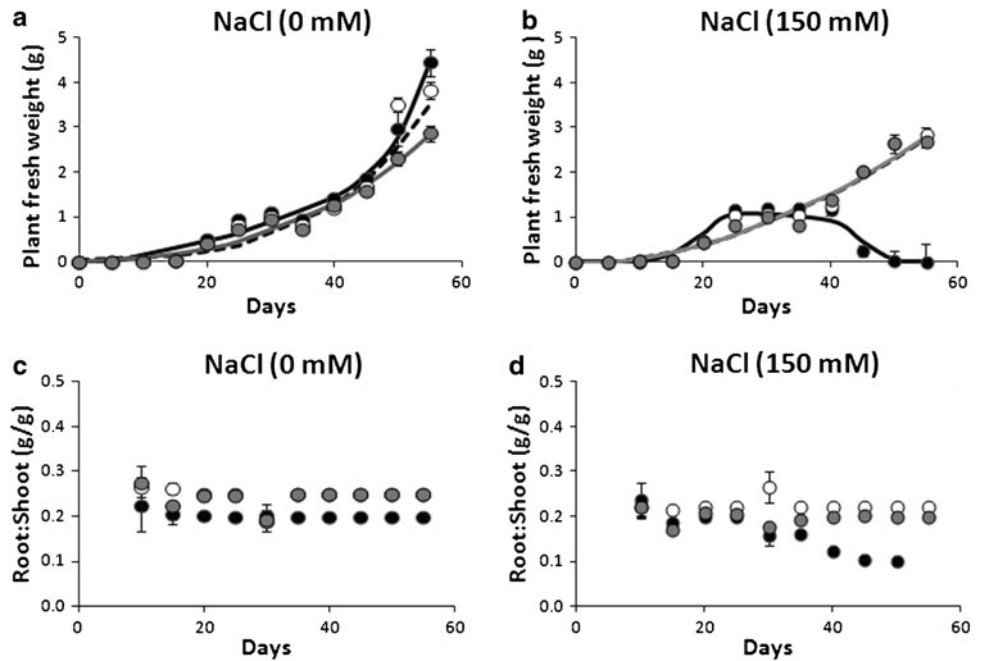 a
NaCl (0 mM)
Plant fresh weight (g)
5
4
3
2
1
0
0 20 40 60
Days
b
NaCl (150 mM)
Plant fresh weight (g )
5
4
3
2
1
0
0 20 40 60
Days
c
NaCl (0 mM)
Root:Shoot (g/g)
0.5
0.4
0.3
0.2
0.1
0.0
0 20 40 60
Days
d
NaCl (150 mM)
Root:Shoot (g/g)
0.5
0.4
0.3
0.2
0.1
0.0
0 20 40 60
Days